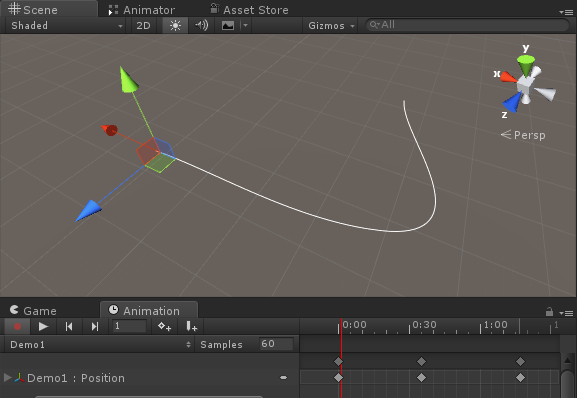 Scene Animator Asset Store
Shaded 2D Gizmos All
y
x
z
Persp
Game Animation
1 0:00 0:30 1:00 1
Demo1 Samples 60
Demo1 : Position